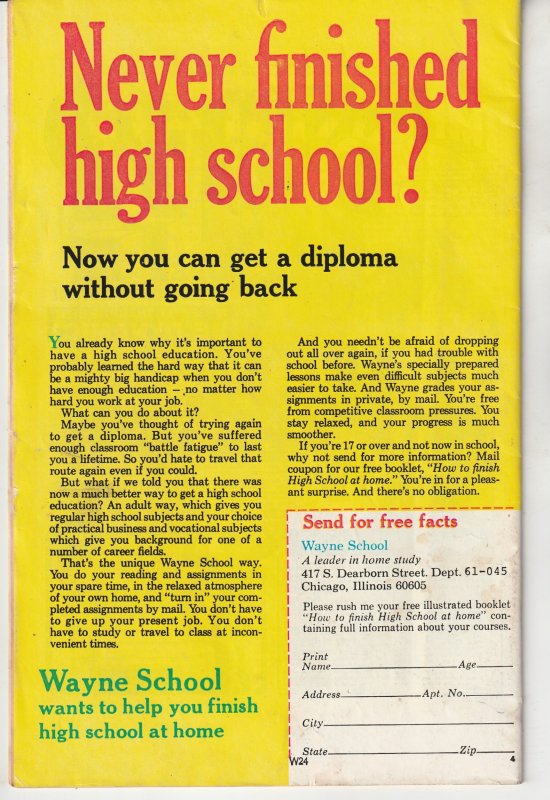 Never finished
high school?
Now you can get a diploma
without going back
You already know why it's important to
have a high school education. You've
probably learned the hard way that it can
be a mighty big handicap when you don't
have enough education — no matter how
hard you work at your job.
What can you do about it?
Maybe you've thought of trying again
to get a diploma. But you've suffered
enough classroom "battle fatigue" to last
you a lifetime. So you'd hate to travel that
route again even if you could.
But what if we told you that there was
now a much better way to get a high school
education? An adult way, which gives you
regular high school subjects and your choice
of practical business and vocational subjects
which give you background for one of a
number of career fields.
That's the unique Wayne School way.
You do your reading and assignments in
your spare time, in the relaxed atmosphere
of your own home, and "turn in" your com-
pleted assignments by mail. You don't have
to give up your present job. You don't
have to study or travel to class at incon-
venient times.
Wayne School
wants to help you finish
high school at home
And you needn't be afraid of dropping
out all over again, if you had trouble with
school before. Wayne's specially prepared
lessons make even difficult subjects much
easier to take. And Wayne grades your as-
signments in private, by mail. You're free
from competitive classroom pressures. You
stay relaxed, and your progress is much
smoother.
If you're 17 or over and not now in school,
why not send for more information? Mail
coupon for our free booklet, "How to finish
High School at home." You're in for a pleas-
ant surprise. And there's no obligation.
Send for free facts
Wayne School
A leader in home study
417 S. Dearborn Street. Dept. 61-045
Chicago, Illinois 60605
Please rush me your free illustrated booklet
"How to finish High School at home" con-
taining full information about your courses.
Print
Name Age
Address Apt. No.
City
State Zip
W24 4